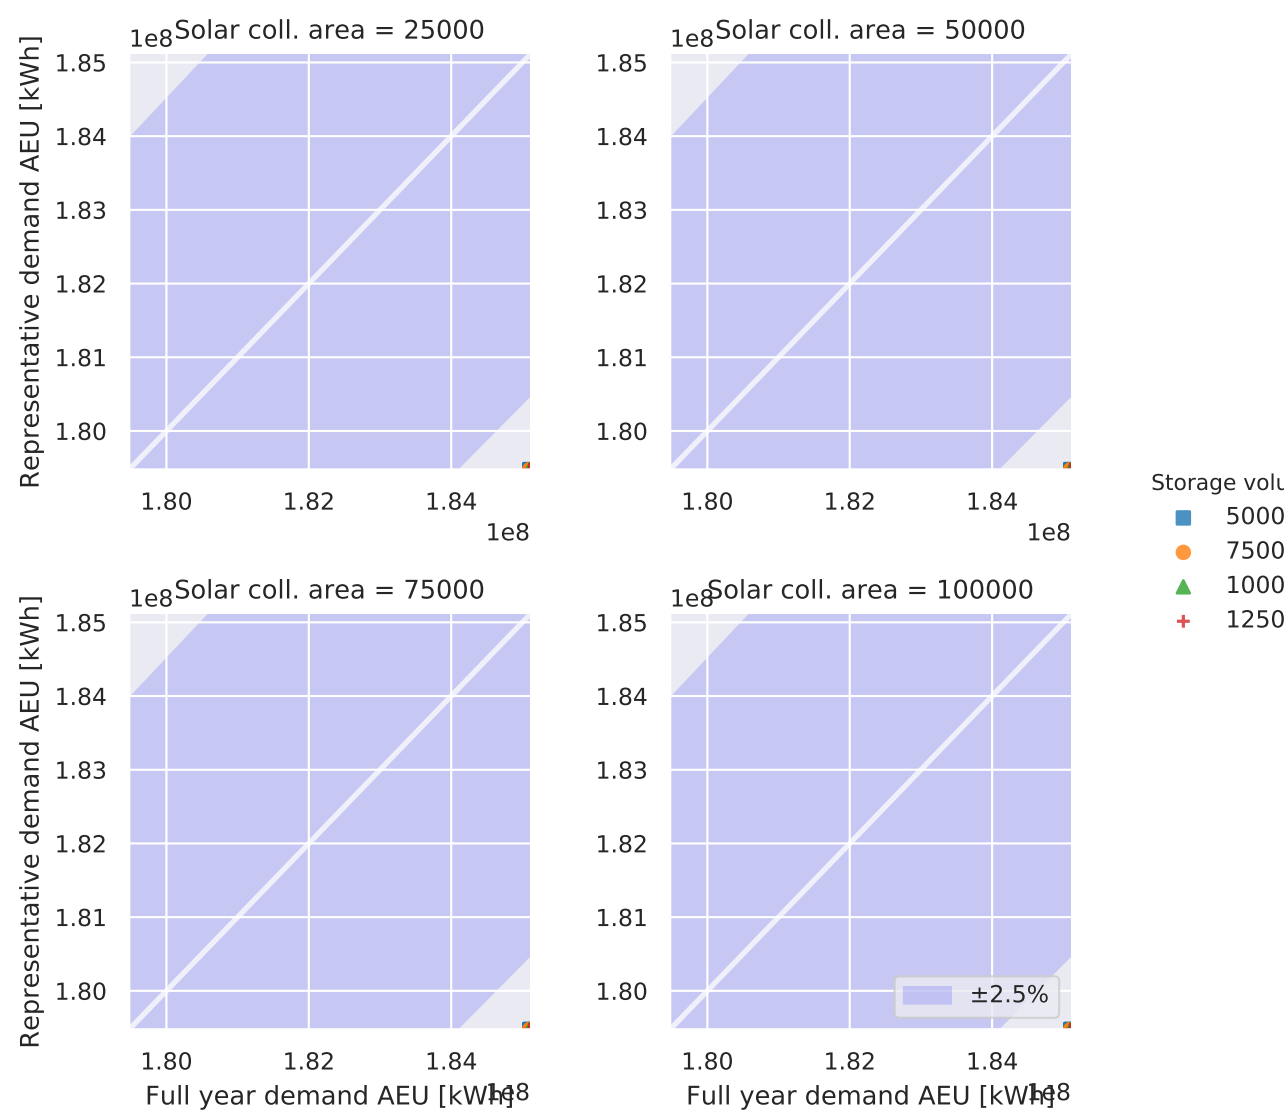 1e8 Solar coll. area = 25000
1e8 Solar coll. area = 50000
Representative demand AEU [kWh]
1.85
1.84
1.83
1.82
1.81
1.80
1.80 1.82 1.84
1e8
1.85
1.84
1.83
1.82
1.81
1.80
1.80 1.82 1.84
1e8
Storage volu
5000
7500
1000
1250
1e8 Solar coll. area = 75000
1e8 Solar coll. area = 100000
Representative demand AEU [kWh]
1.85
1.84
1.83
1.82
1.81
1.80
1.80 1.82 1.84
Full year demand AEU [kWh]
1e8
1.85
1.84
1.83
1.82
1.81
1.80
±2.5%
1.80 1.82 1.84
Full year demand AEU [kWh]
1e8